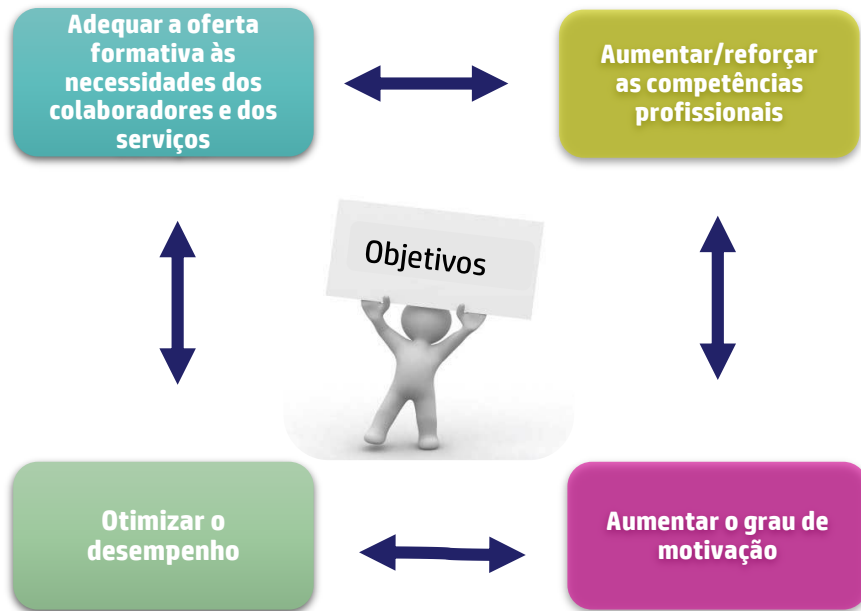 Adequar a oferta
formativa às
necessidades dos
colaboradores e dos
serviços
Aumentar/reforçar
as competências
profissionais
Objetivos
Otimizar o
desempenho
Aumentar o grau de
motivação